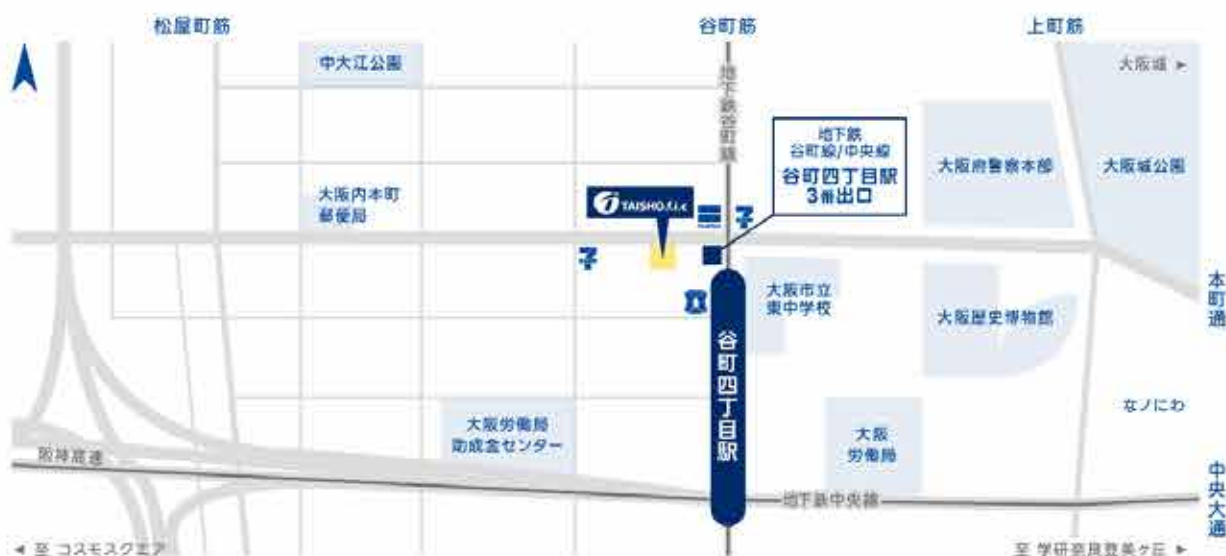 松屋町筋
谷町筋
上町筋
中大江公園
大阪城 ►
地下鉄谷町線
地下鉄
谷町線/中央線
谷町四丁目駅
3番出口
大阪府警察本部
大阪城公園
大阪内本町
郵便局
TAISHO.f.i.c
大阪市立
東中学校
大阪歴史博物館
本町通
谷町四丁目駅
なノにわ
大阪労働局
助成金センター
大阪
労働局
阪神高速
地下鉄中央線
中央大通
◄ 至 コスモスクエア
至 学研奈良登美ヶ丘 ►